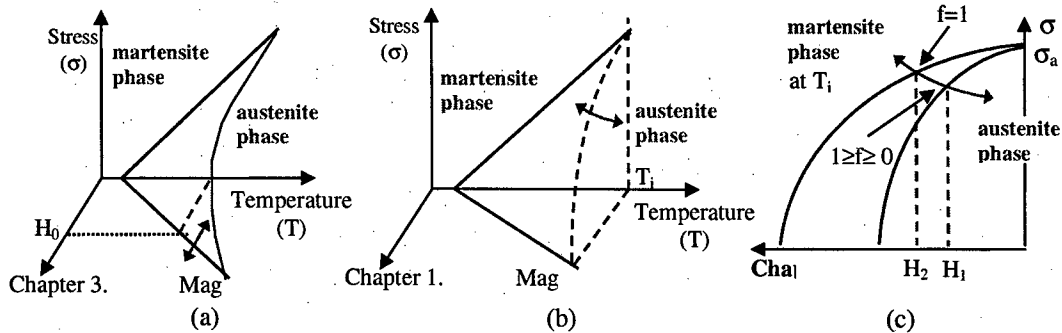 Stress
(σ)
martensite
phase
austenite
phase
Temperature
(T)
H0
Chapter 3.
Mag
(a)
Stress
(σ)
martensite
phase
austenite
phase
Ti
Temperature
(T)
Chapter 1.
Mag
(b)
f=1
σ
σa
martensite
phase
at Ti
austenite
phase
1≥f≥ 0
Cha
H2
H1
(c)